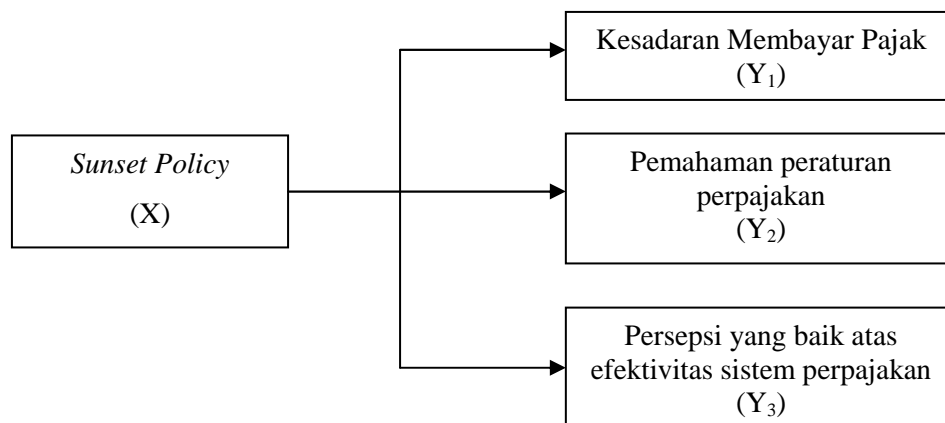 Kesadaran Membayar Pajak
(Y₁)
Sunset Policy
(X)
Pemahaman peraturan
perpajakan
(Y₂)
Persepsi yang baik atas
efektivitas sistem perpajakan
(Y₃)